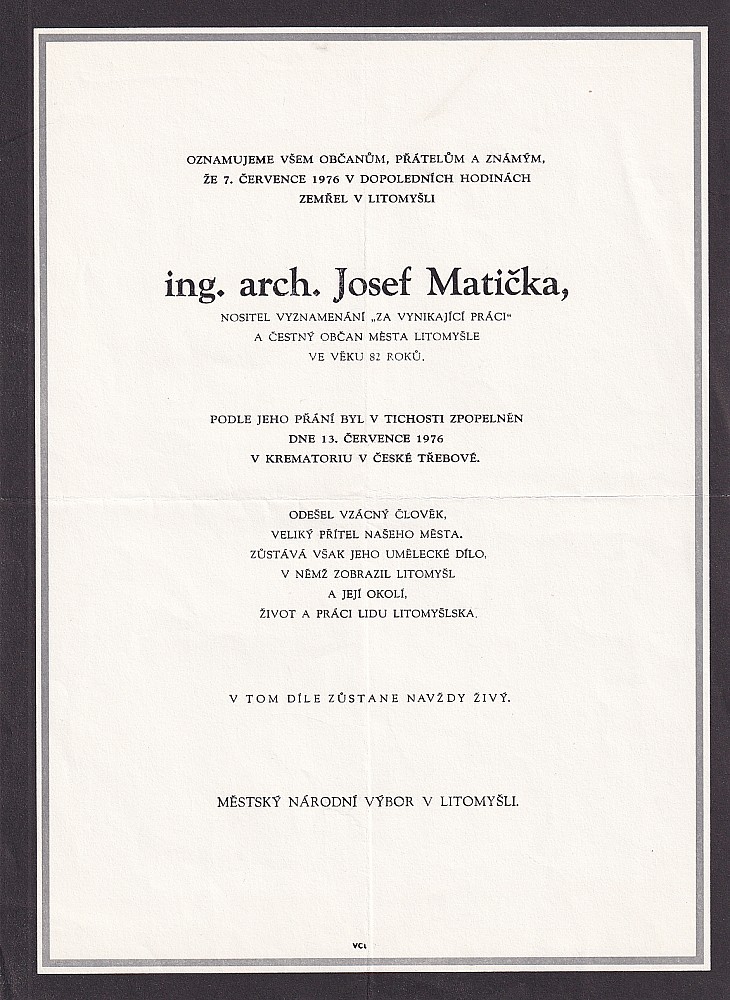 OZNAMUJEME VŠEM OBČANŮM, PŘÁTELŮM A ZNÁMÝM,
ŽE 7. ČERVENCE 1976 V DOPOLEDNÍCH HODINÁCH
ZEMŘEL V LITOMYŠLI
ing. arch. Josef Matička,
NOSITEL VYZNAMENÁNÍ „ZA VYNIKAJÍCÍ PRÁCI“
A ČESTNÝ OBČAN MĚSTA LITOMYŠLE
VE VĚKU 82 ROKŮ.
PODLE JEHO PŘÁNÍ BYL V TICHOSTI ZPOPELNĚN
DNE 13. ČERVENCE 1976
V KREMATORIU V ČESKÉ TŘEBOVÉ.
ODEŠEL VZÁCNÝ ČLOVĚK,
VELIKÝ PŘÍTEL NAŠEHO MĚSTA.
ZŮSTÁVÁ VŠAK JEHO UMĚLECKÉ DÍLO,
V NĚMŽ ZOBRAZIL LITOMYŠL
A JEJÍ OKOLÍ,
ŽIVOT A PRÁCI LIDU LITOMYŠLSKA.
V TOM DÍLE ZŮSTANE NAVŽDY ŽIVÝ.
MĚSTSKÝ NÁRODNÍ VÝBOR V LITOMYŠLI.